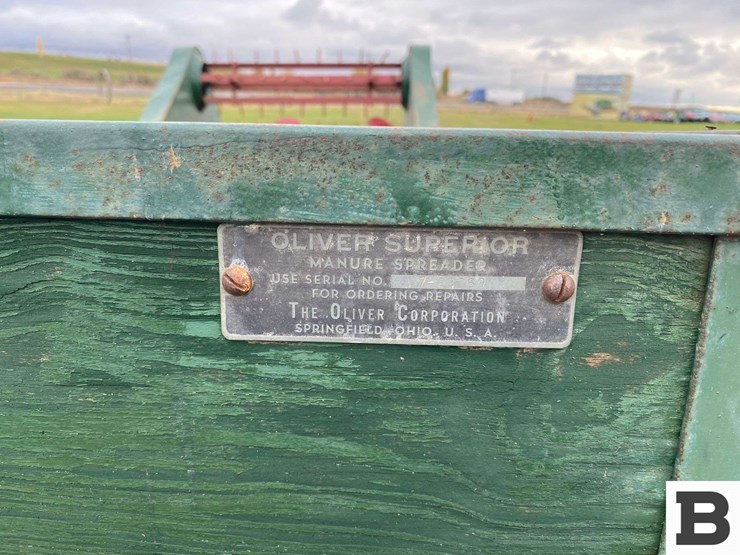 OLIVER SUPERIOR
MANURE SPREADER
USE SERIAL NO.
FOR ORDERING REPAIRS
THE OLIVER CORPORATION
SPRINGFIELD, OHIO, U. S. A.
B